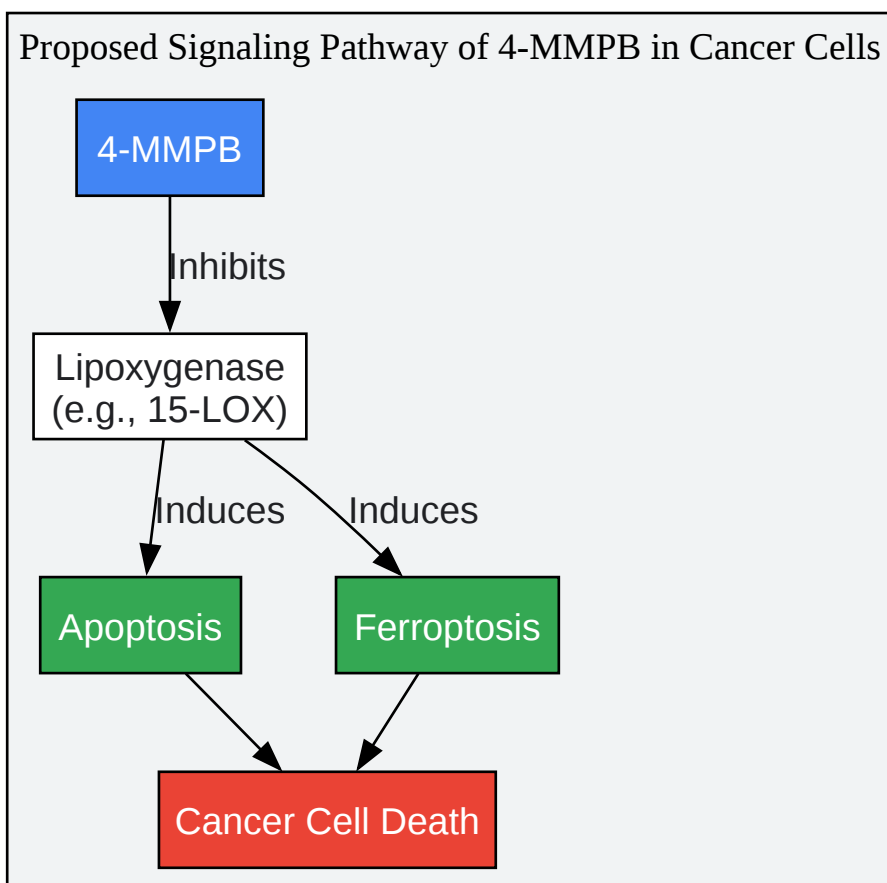 Proposed Signaling Pathway of 4-MMPB in Cancer Cells
4-MMPB
Inhibits
Lipoxygenase
(e.g., 15-LOX)
Induces
Induces
Apoptosis
Ferroptosis
Cancer Cell Death